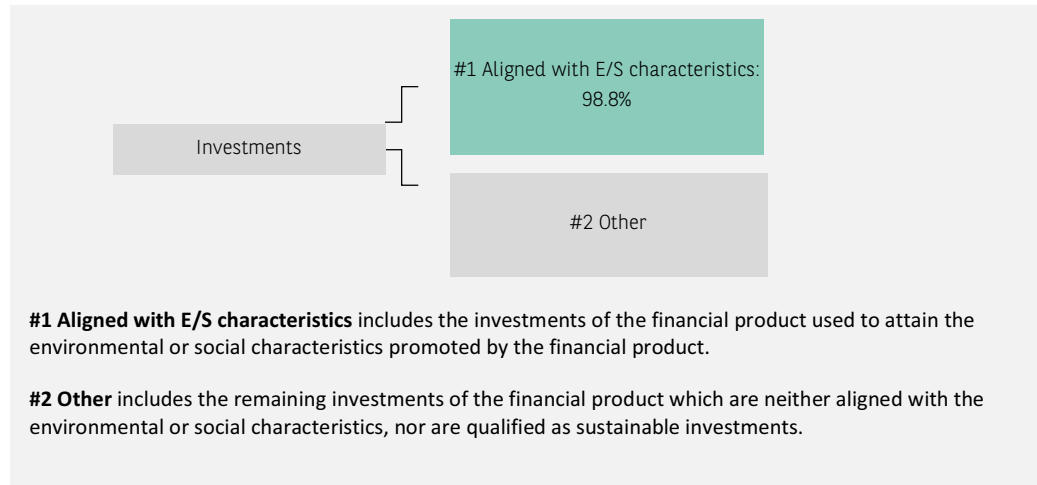 #1 Aligned with E/S characteristics:
98.8%
Investments
#2 Other
#1 Aligned with E/S characteristics includes the investments of the financial product used to attain the
environmental or social characteristics promoted by the financial product.
#2 Other includes the remaining investments of the financial product which are neither aligned with the
environmental or social characteristics, nor are qualified as sustainable investments.